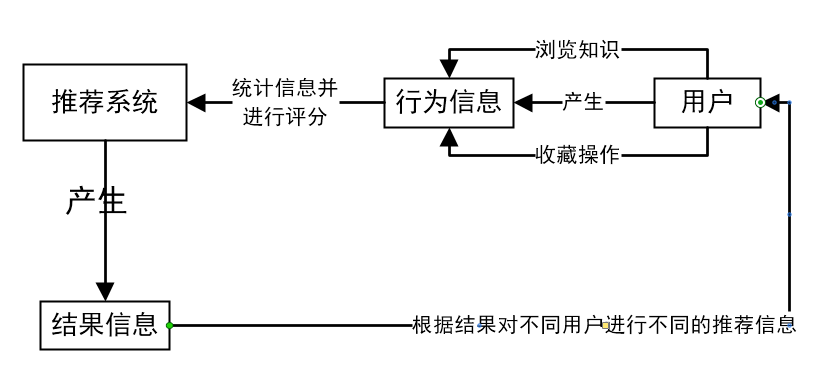 浏览知识
推荐系统
统计信息并
进行评分
行为信息
产生
用户
收藏操作
产生
结果信息
根据结果对不同用户进行不同的推荐信息